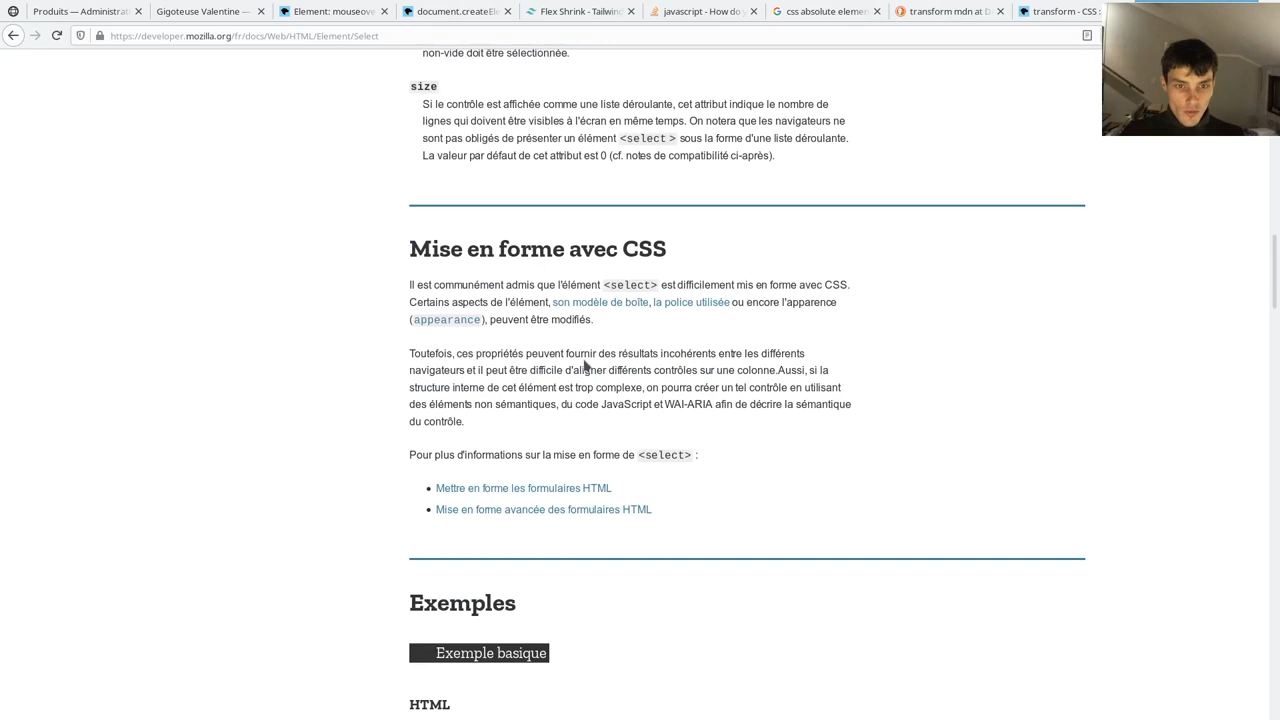 Produits — Administrat
Gigoteuse Valentine —
Element: mouseove
document.createEle
Flex Shrink - Tailwind
javascript - How do y
css absolute elemen
transform mdn at D
transform - CSS :
https://developer.mozilla.org/fr/docs/Web/HTML/Element/Select
non-vide doit être sélectionnée.
size
Si le contrôle est affichée comme une liste déroulante, cet attribut indique le nombre de
lignes qui doivent être visibles à l'écran en même temps. On notera que les navigateurs ne
sont pas obligés de présenter un élément <select > sous la forme d'une liste déroulante.
La valeur par défaut de cet attribut est 0 (cf. notes de compatibilité ci-après).
Mise en forme avec CSS
Il est communément admis que l'élément <select> est difficilement mis en forme avec CSS.
Certains aspects de l'élément, son modèle de boîte, la police utilisée ou encore l'apparence
(appearance), peuvent être modifiés.
Toutefois, ces propriétés peuvent fournir des résultats incohérents entre les différents
navigateurs et il peut être difficile d'aligner différents contrôles sur une colonne.Aussi, si la
structure interne de cet élément est trop complexe, on pourra créer un tel contrôle en utilisant
des éléments non sémantiques, du code JavaScript et WAI-ARIA afin de décrire la sémantique
du contrôle.
Pour plus d'informations sur la mise en forme de <select> :
• Mettre en forme les formulaires HTML
• Mise en forme avancée des formulaires HTML
Exemples
Exemple basique
HTML